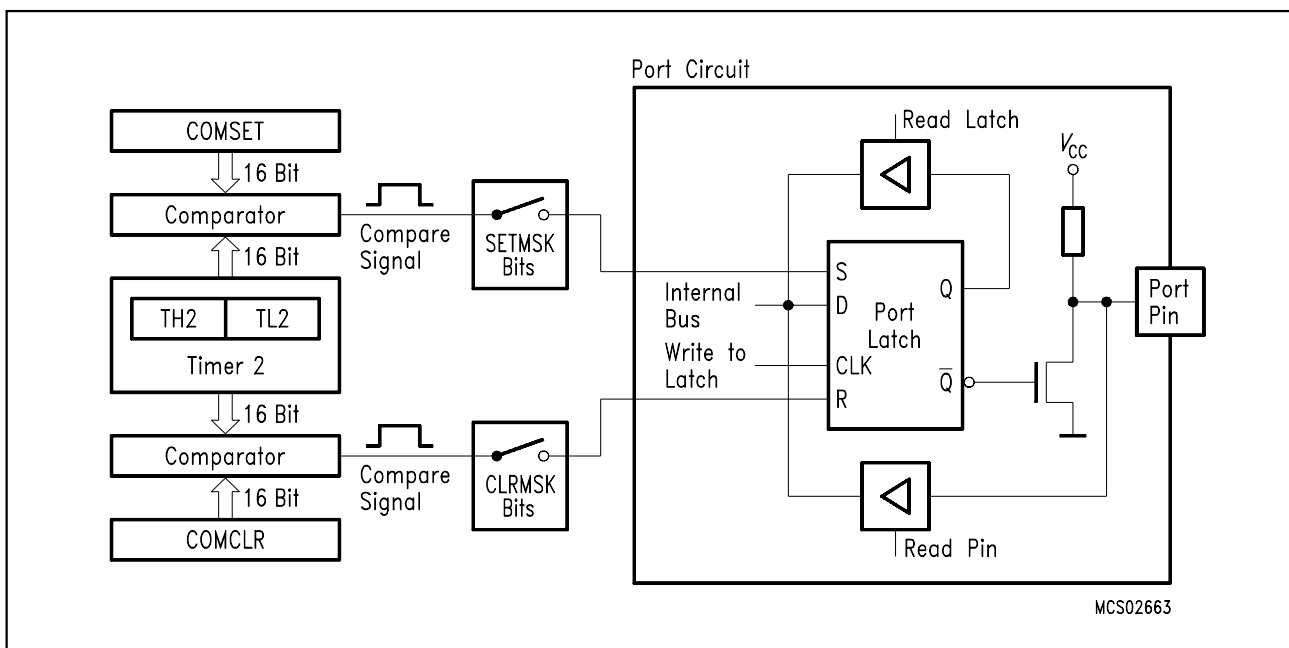 Port Circuit
COMSET
16 Bit
Comparator
16 Bit
TH2
TL2
Timer 2
16 Bit
Comparator
16 Bit
COMCLR
Compare
Signal
SETMSK
Bits
Compare
Signal
CLRMSK
Bits
Read Latch
V_CC
Internal
Bus
Write to
Latch
S
D
CLK
R
Port
Latch
Q
Q̅
Read Pin
Port
Pin
MCS02663